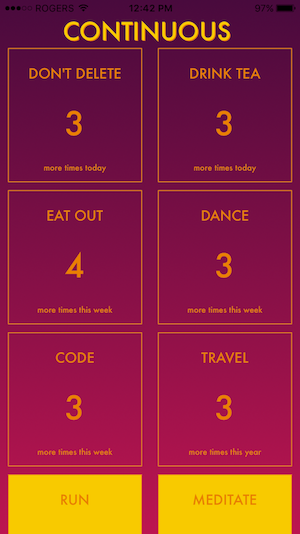 ROGERS 12:42 PM 97%
CONTINUOUS
DON'T DELETE
3
more times today
DRINK TEA
3
more times today
EAT OUT
4
more times this week
DANCE
3
more times this week
CODE
3
more times this week
TRAVEL
3
more times this year
RUN
MEDITATE